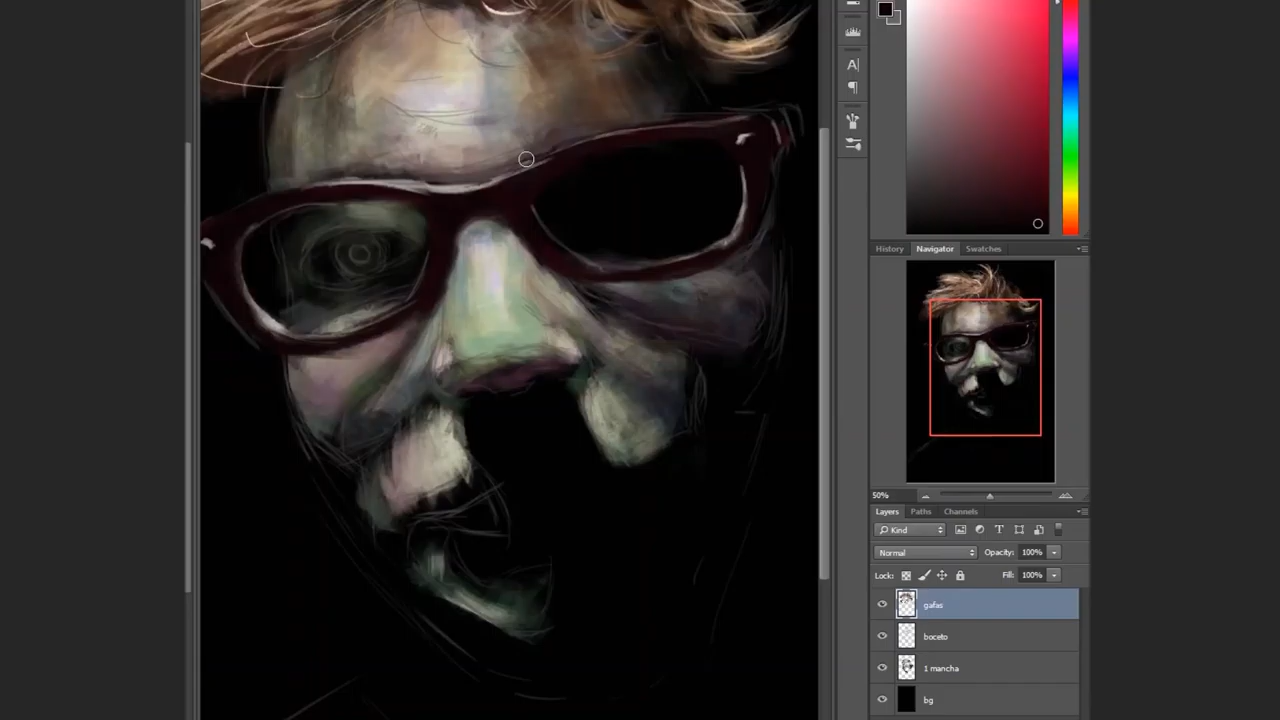 A|
History Navigator Swatches
50%
Layers Paths Channels
Kind T
Normal Opacity: 100%
Lock: Fill: 100%
gafas
boceto
1 mancha
bg